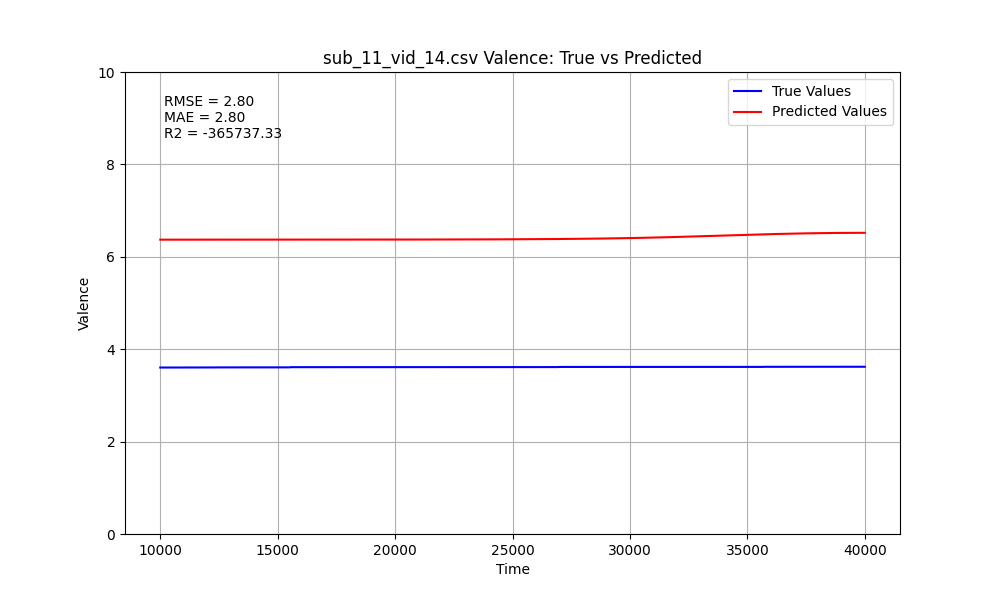 sub_11_vid_14.csv Valence: True vs Predicted
10
8
6
4
2
0
Valence
RMSE = 2.80
MAE = 2.80
R2 = -365737.33
True Values
Predicted Values
10000 15000 20000 25000 30000 35000 40000
Time